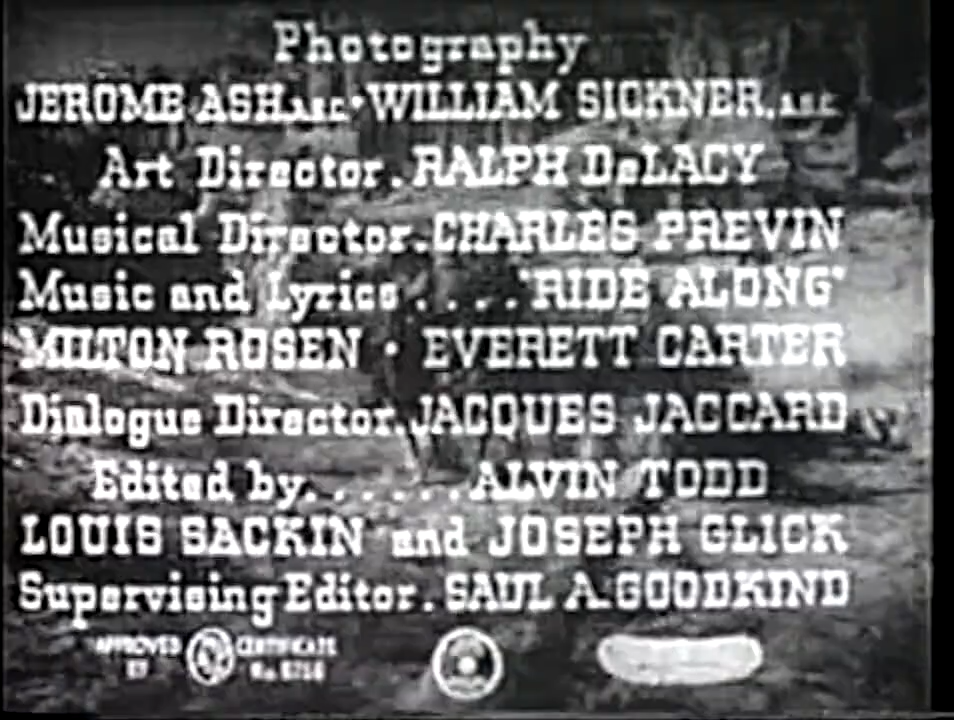 Photography
JEROME ASH A.S.C. • WILLIAM SICKNER, A.S.C.
Art Director. RALPH DeLACY
Musical Director. CHARLES PREVIN
Music and Lyrics .... "RIDE ALONG"
MILTON ROSEN • EVERETT CARTER
Dialogue Director. JACQUES JACCARD
Edited by. ...... ALVIN TODD
LOUIS SACKIN and JOSEPH GLICK
Supervising Editor. SAUL A. GOODKIND
APPROVED CERTIFICATE
BY No.